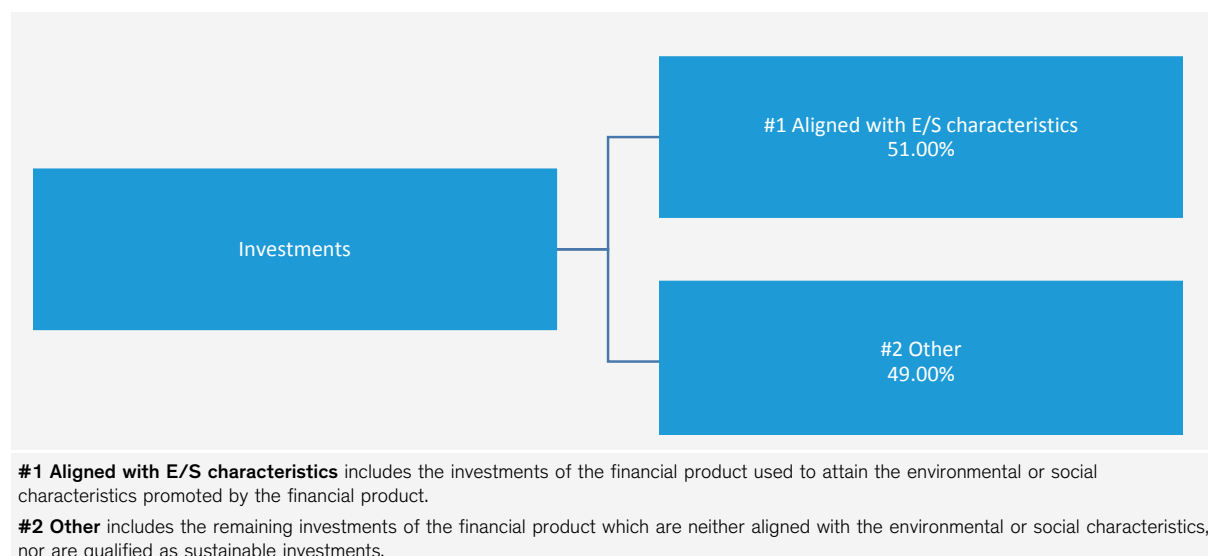 #1 Aligned with E/S characteristics
51.00%
Investments
#2 Other
49.00%
#1 Aligned with E/S characteristics includes the investments of the financial product used to attain the environmental or social
characteristics promoted by the financial product.
#2 Other includes the remaining investments of the financial product which are neither aligned with the environmental or social characteristics,
nor are qualified as sustainable investments.